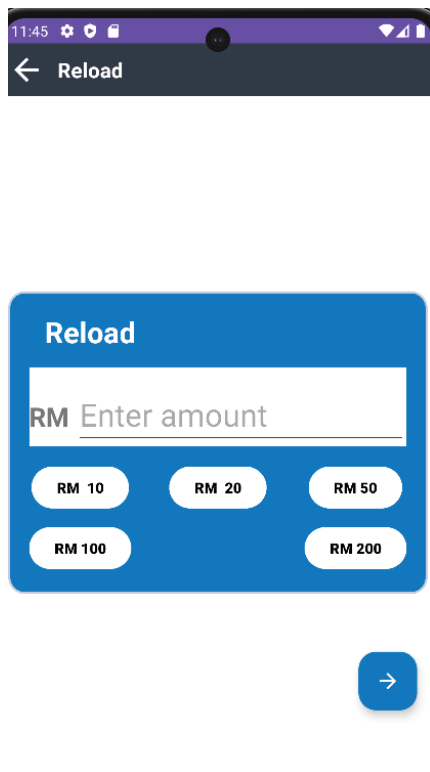 11:45
Reload
Reload
RM Enter amount
RM 10 RM 20 RM 50
RM 100 RM 200